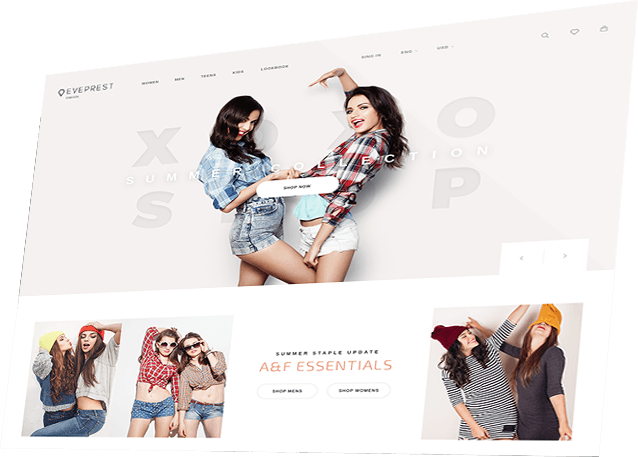 EVEPREST
WOMEN MEN TEENS KIDS LOOKBOOK
SIGN IN ENG USD
XOXO
SUMMER COLLECTION
SHOP NOW
SUMMER STAPLE UPDATE
A&F ESSENTIALS
SHOP MENS SHOP WOMENS